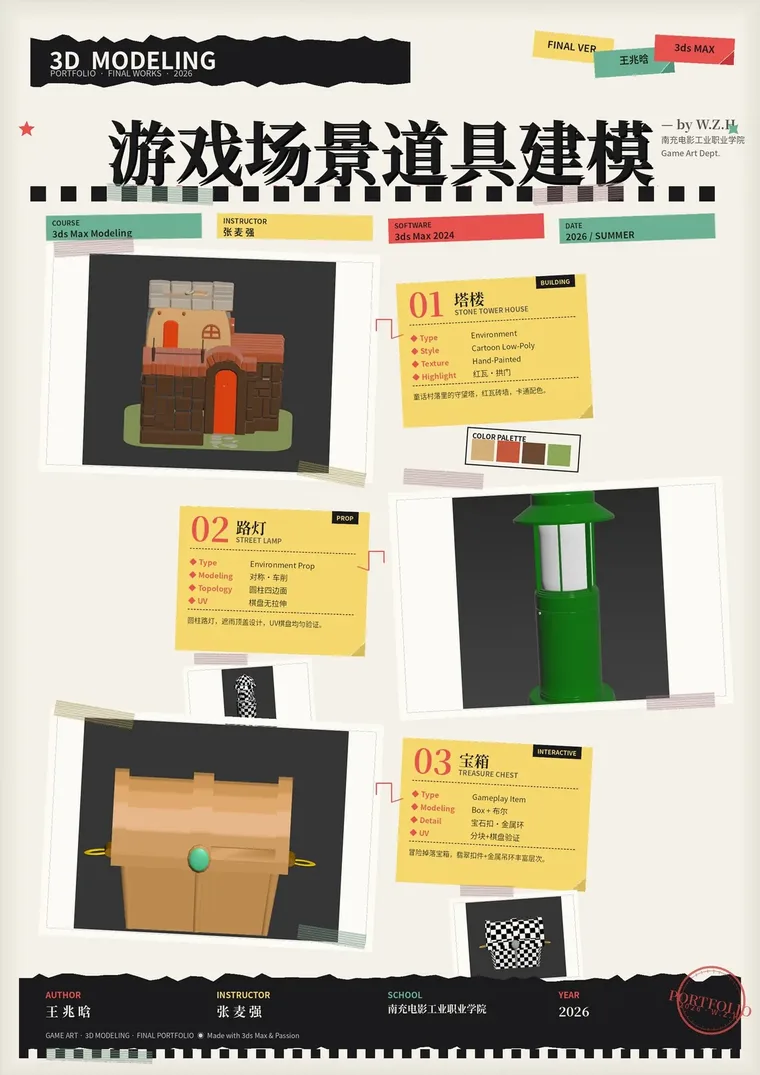 3D MODELING
PORTFOLIO · FINAL WORKS · 2026
FINAL VER
王兆晗
3ds MAX
游戏场景道具建模
— by W.Z.H
南充电影工业职业学院
Game Art Dept.
COURSE
3ds Max Modeling
INSTRUCTOR
张麦强
SOFTWARE
3ds Max 2024
DATE
2026 / SUMMER
BUILDING
01 塔楼
STONE TOWER HOUSE
◆ Type Environment
◆ Style Cartoon Low-Poly
◆ Texture Hand-Painted
◆ Highlight 红瓦·拱门
童话村落里的守望塔，红瓦砖墙，卡通配色。
COLOR PALETTE
PROP
02 路灯
STREET LAMP
◆ Type Environment Prop
◆ Modeling 对称·车削
◆ Topology 圆柱四边面
◆ UV 棋盘无拉伸
圆柱路灯，遮雨顶盖设计，UV棋盘均匀验证。
INTERACTIVE
03 宝箱
TREASURE CHEST
◆ Type Gameplay Item
◆ Modeling Box + 布尔
◆ Detail 宝石扣·金属环
◆ UV 分块+棋盘验证
冒险掉落宝箱，翡翠扣件+金属吊环丰富层次。
AUTHOR
王兆晗
INSTRUCTOR
张麦强
SCHOOL
南充电影工业职业学院
YEAR
2026
GAME ART · 3D MODELING · FINAL PORTFOLIO ◉ Made with 3ds Max & Passion
PORTFOLIO